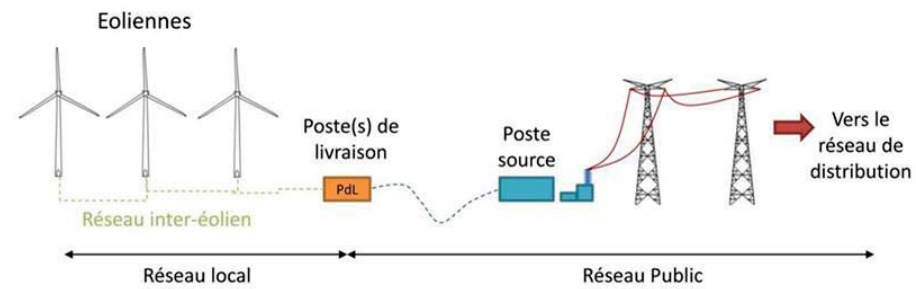 Eoliennes
Poste(s) de
livraison
PdL
Poste
source
Vers le
réseau de
distribution
Réseau inter-éolien
Réseau local
Réseau Public